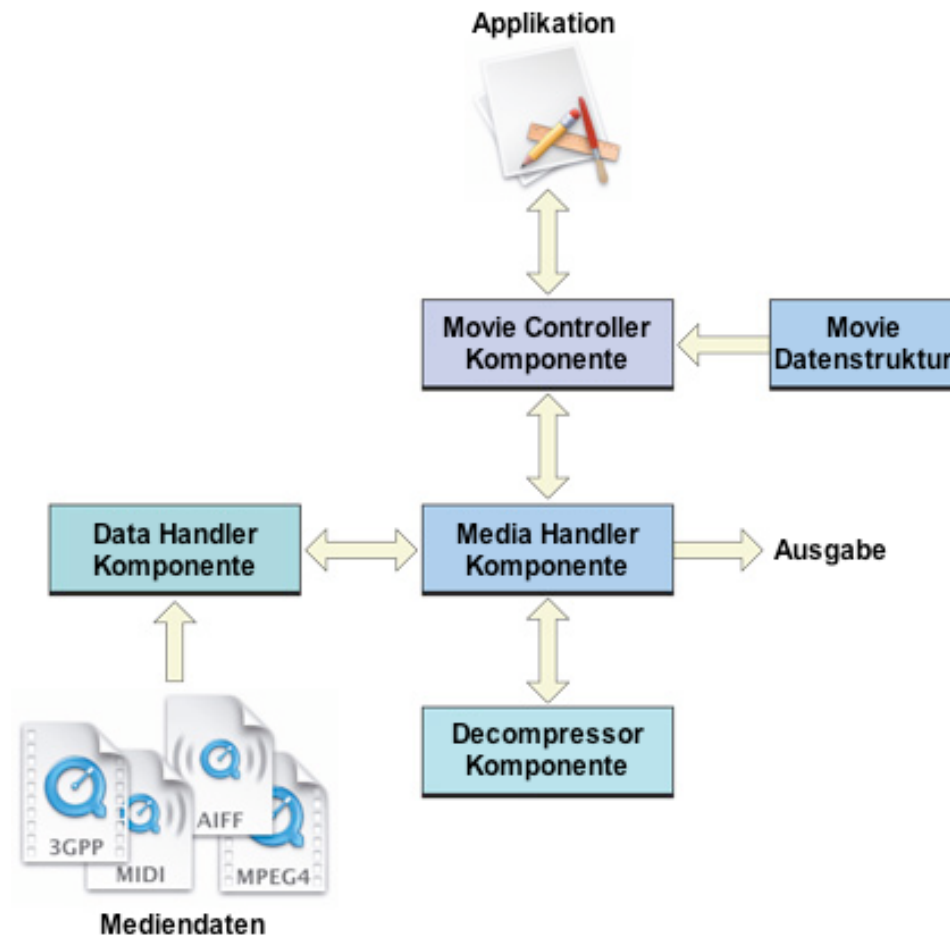 Applikation
Movie Controller
Komponente
Movie
Datenstruktur
Data Handler
Komponente
Media Handler
Komponente
Ausgabe
Decompressor
Komponente
3GPP
MIDI
AIFF
MPEG4
Mediendaten